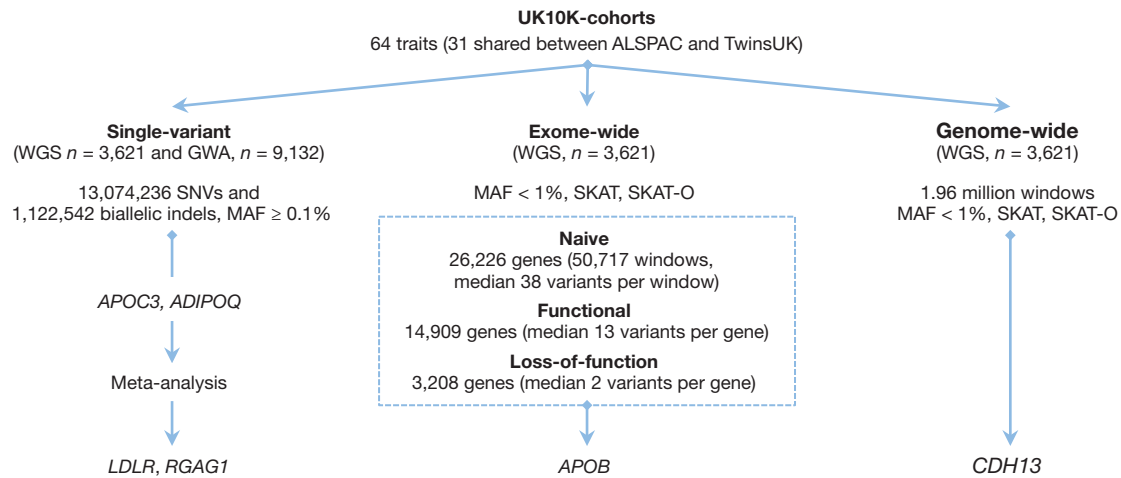 UK10K-cohorts
64 traits (31 shared between ALSPAC and TwinsUK)
Single-variant
(WGS n = 3,621 and GWA, n = 9,132)
13,074,236 SNVs and
1,122,542 biallelic indels, MAF ≥ 0.1%
APOC3, ADIPOQ
Meta-analysis
LDLR, RGAG1
Exome-wide
(WGS, n = 3,621)
MAF < 1%, SKAT, SKAT-O
Naive
26,226 genes (50,717 windows,
median 38 variants per window)
Functional
14,909 genes (median 13 variants per gene)
Loss-of-function
3,208 genes (median 2 variants per gene)
APOB
Genome-wide
(WGS, n = 3,621)
1.96 million windows
MAF < 1%, SKAT, SKAT-O
CDH13